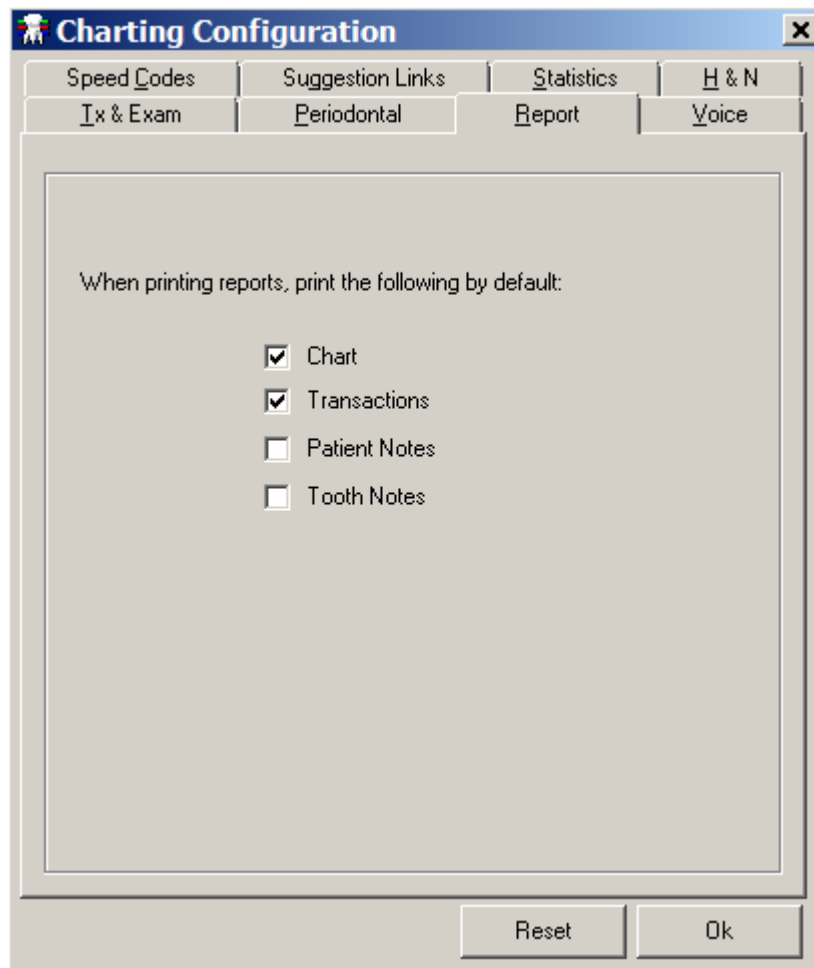 Charting Configuration
Speed Codes Suggestion Links Statistics H & N
Tx & Exam Periodontal Report Voice
When printing reports, print the following by default:
Chart
Transactions
Patient Notes
Tooth Notes
Reset Ok